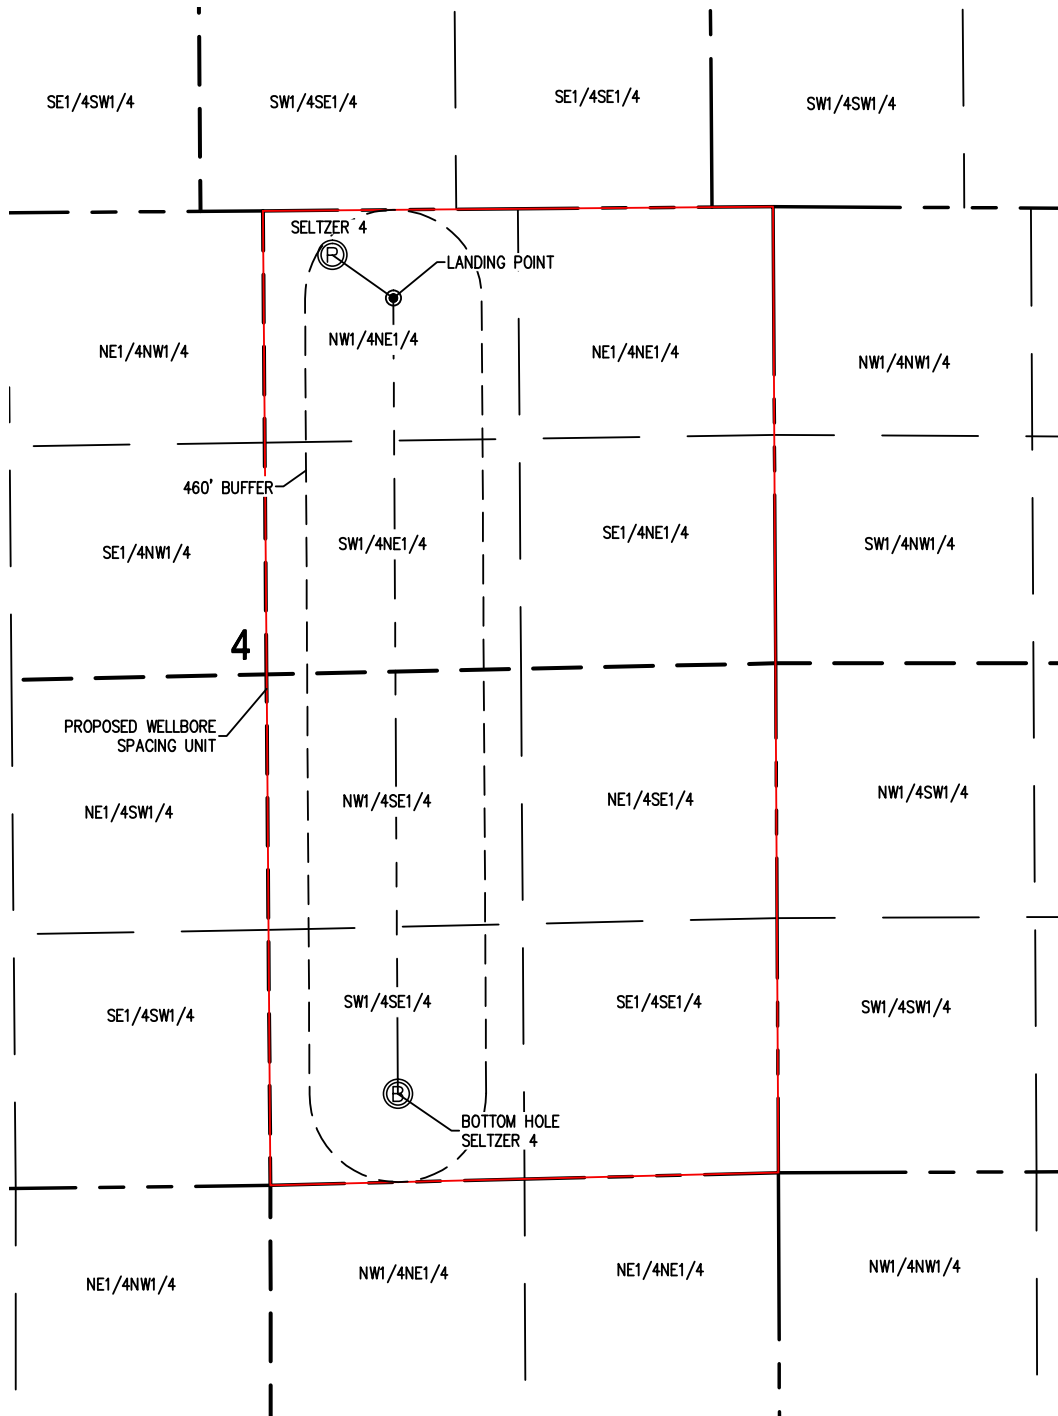 SE1/4SW1/4
SW1/4SE1/4
SE1/4SE1/4
SW1/4SW1/4
SELTZER 4
R
LANDING POINT
NW1/4NE1/4
NE1/4NW1/4
NE1/4NE1/4
NW1/4NW1/4
460' BUFFER
SE1/4NW1/4
SW1/4NE1/4
SE1/4NE1/4
SW1/4NW1/4
4
PROPOSED WELLBORE
SPACING UNIT
NE1/4SW1/4
NW1/4SE1/4
NE1/4SE1/4
NW1/4SW1/4
SE1/4SW1/4
SW1/4SE1/4
SE1/4SE1/4
SW1/4SW1/4
B
BOTTOM HOLE
SELTZER 4
NE1/4NW1/4
NW1/4NE1/4
NE1/4NE1/4
NW1/4NW1/4